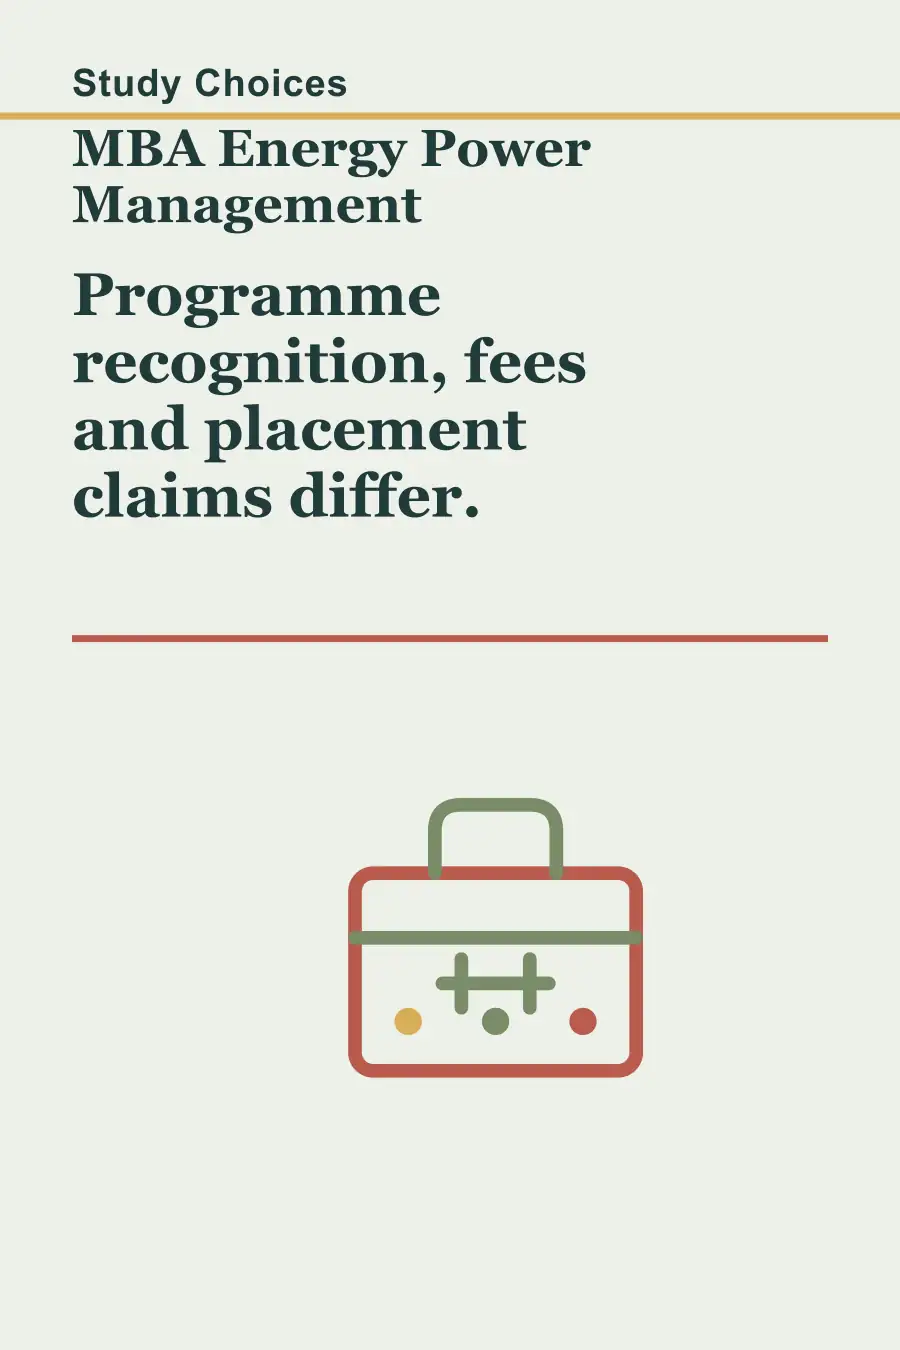 Study Choices
MBA Energy Power
Management
Programme
recognition, fees
and placement
claims differ.